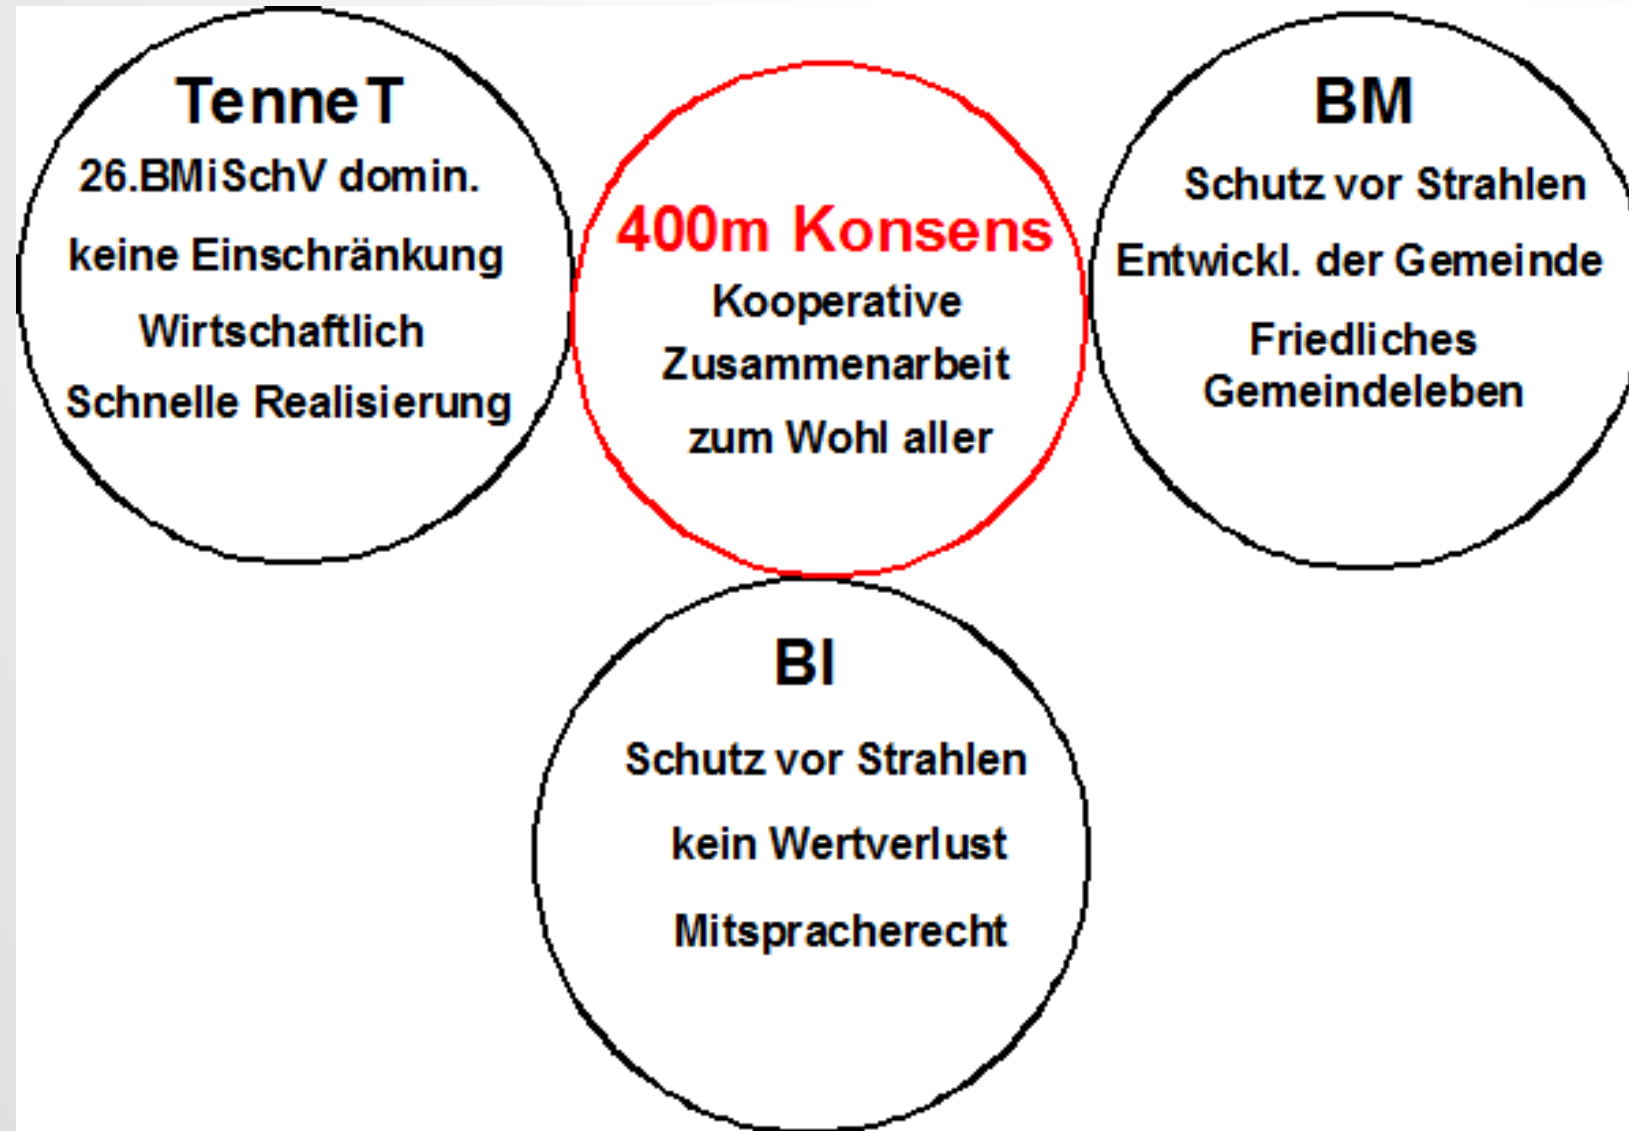 TenneT
26.BMiSchV domin.
keine Einschränkung
Wirtschaftlich
Schnelle Realisierung
400m Konsens
Kooperative
Zusammenarbeit
zum Wohl aller
BM
Schutz vor Strahlen
Entwickl. der Gemeinde
Friedliches
Gemeindeleben
BI
Schutz vor Strahlen
kein Wertverlust
Mitspracherecht